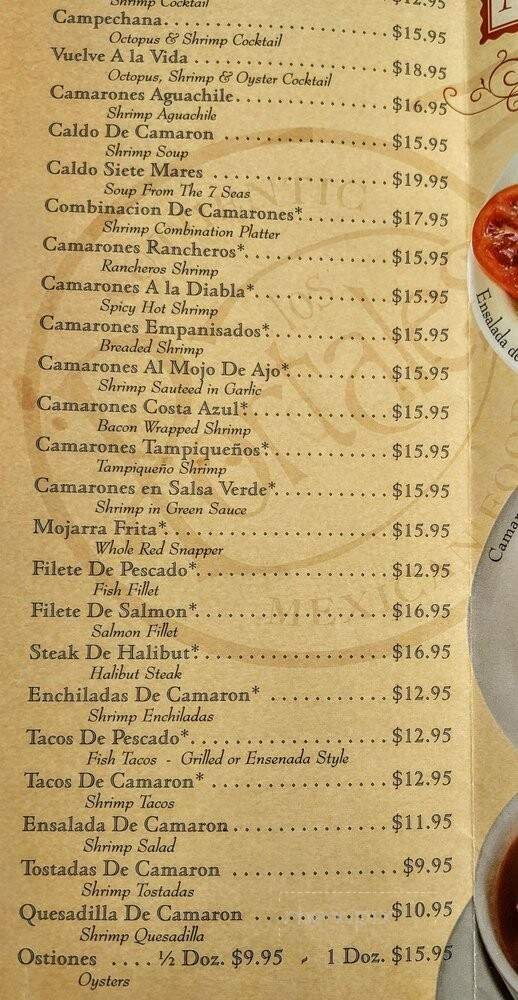 Shrimp Cocktail $12.95
Campechana.................... $15.95
Octopus & Shrimp Cocktail
Vuelve A la Vida .................... $18.95
Octopus, Shrimp & Oyster Cocktail
Camarones Aguachile.................... $16.95
Shrimp Aguachile
Caldo De Camaron .................... $15.95
Shrimp Soup
Caldo Siete Mares .................... $19.95
Soup From The 7 Seas
Combinacion De Camarones*.......... $17.95
Shrimp Combination Platter
Camarones Rancheros*............... $15.95
Rancheros Shrimp
Camarones A la Diabla*.............. $15.95
Spicy Hot Shrimp
Camarones Empanisados*............. $15.95
Breaded Shrimp
Camarones Al Mojo De Ajo*.......... $15.95
Shrimp Sauteed in Garlic
Camarones Costa Azul*............... $15.95
Bacon Wrapped Shrimp
Camarones Tampiqueños*............. $15.95
Tampiqueño Shrimp
Camarones en Salsa Verde*............ $15.95
Shrimp in Green Sauce
Mojarra Frita*....................... $15.95
Whole Red Snapper
Filete De Pescado*.................... $12.95
Fish Fillet
Filete De Salmon*.................... $16.95
Salmon Fillet
Steak De Halibut*.................... $16.95
Halibut Steak
Enchiladas De Camaron* ............. $12.95
Shrimp Enchiladas
Tacos De Pescado*.................... $12.95
Fish Tacos - Grilled or Ensenada Style
Tacos De Camaron* .................. $12.95
Shrimp Tacos
Ensalada De Camaron................. $11.95
Shrimp Salad
Tostadas De Camaron ................. $9.95
Shrimp Tostadas
Quesadilla De Camaron .............. $10.95
Shrimp Quesadilla
Ostiones .... ½ Doz. $9.95 - 1 Doz. $15.95
Oysters
Ensalada de
Camar